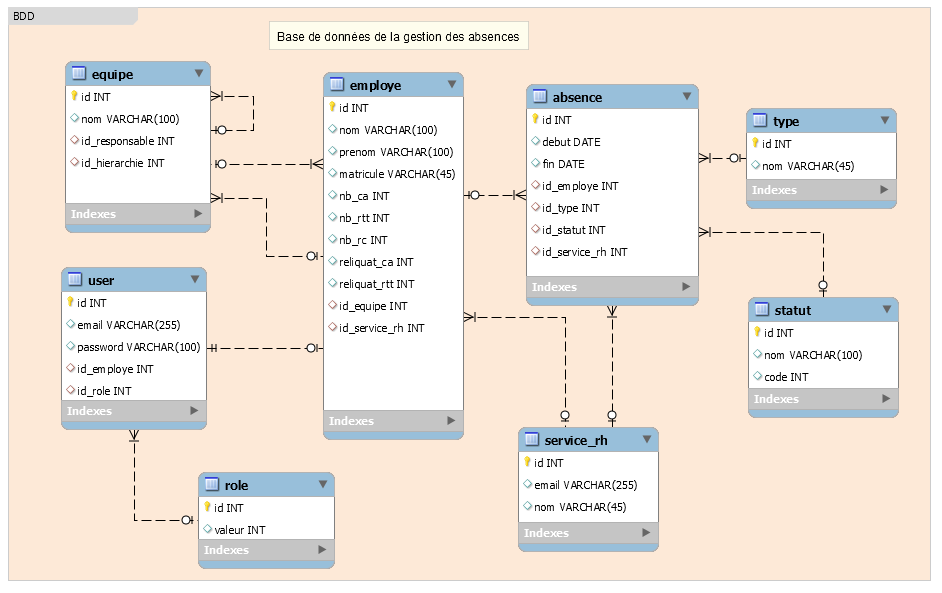 BDD
Base de données de la gestion des absences
equipe
id INT
nom VARCHAR(100)
id_responsable INT
id_hierarchie INT
Indexes
employe
id INT
nom VARCHAR(100)
prenom VARCHAR(100)
matricule VARCHAR(45)
nb_ca INT
nb_rtt INT
nb_rc INT
reliquat_ca INT
reliquat_rtt INT
id_equipe INT
id_service_rh INT
Indexes
absence
id INT
debut DATE
fin DATE
id_employe INT
id_type INT
id_statut INT
id_service_rh INT
Indexes
type
id INT
nom VARCHAR(45)
Indexes
user
id INT
email VARCHAR(255)
password VARCHAR(100)
id_employe INT
id_role INT
Indexes
statut
id INT
nom VARCHAR(100)
code INT
Indexes
service_rh
id INT
email VARCHAR(255)
nom VARCHAR(45)
Indexes
role
id INT
valeur INT
Indexes